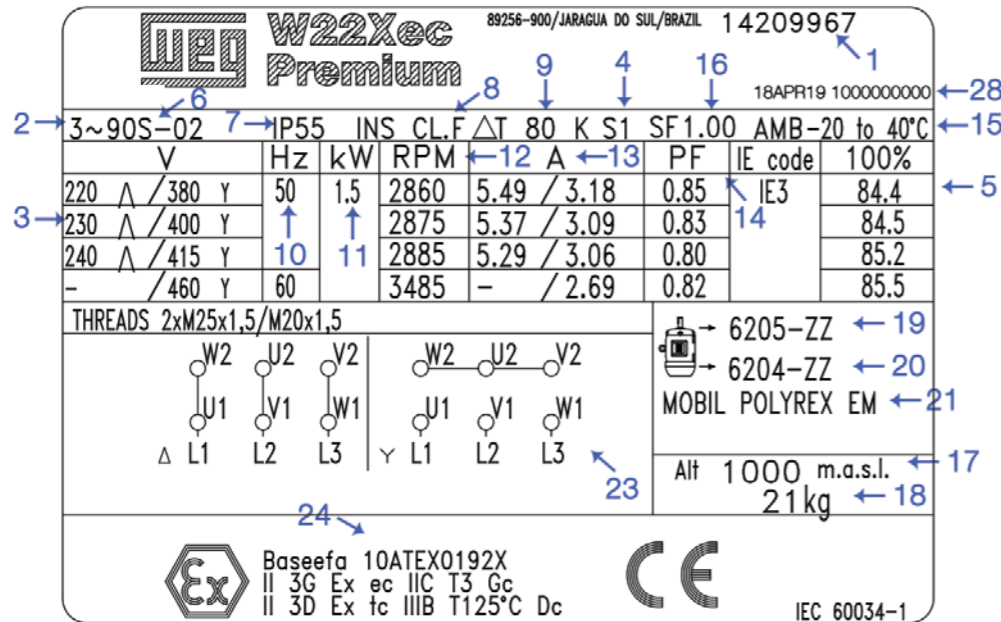 WEG W22Xec Premium 89256-900/JARAGUA DO SUL/BRAZIL 14209967
1
18APR19 1000000000 28
2 6 7 8 9 4 16
3~90S-02 IP55 INS CL.F △T 80 K S1 SF1.00 AMB-20 to 40°C 15
V Hz kW RPM 12 A 13 PF IE code 100%
220 Λ /380 Y 50 1.5 2860 5.49 /3.18 0.85 IE3 84.4 5
3 230 Λ /400 Y 2875 5.37 /3.09 0.83 84.5
10 11 14
240 Λ /415 Y 2885 5.29 /3.06 0.80 85.2
- /460 Y 60 3485 - /2.69 0.82 85.5
THREADS 2xM25x1,5/M20x1,5
6205-ZZ 19
6204-ZZ 20
MOBIL POLYREX EM 21
W2 U2 V2 W2 U2 V2
U1 V1 W1 U1 V1 W1
Δ L1 L2 L3 Y L1 L2 L3
23
Alt 1000 m.a.s.l. 17
21kg 18
24
Ex
Baseefa 10ATEX0192X
II 3G Ex ec IIC T3 Gc
II 3D Ex tc IIIB T125°C Dc
CE
IEC 60034-1